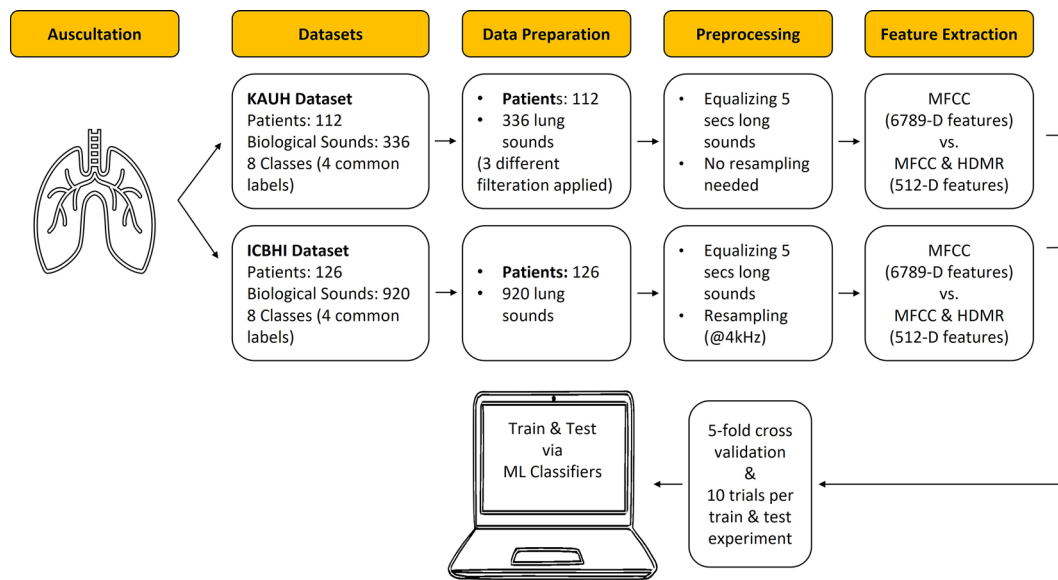 Auscultation
Datasets
Data Preparation
Preprocessing
Feature Extraction
KAUH Dataset
Patients: 112
Biological Sounds: 336
8 Classes (4 common
labels)
• Patients: 112
• 336 lung
sounds
(3 different
filteration applied)
• Equalizing 5
secs long
sounds
• No resampling
needed
MFCC
(6789-D features)
vs.
MFCC & HDMR
(512-D features)
ICBHI Dataset
Patients: 126
Biological Sounds: 920
8 Classes (4 common
labels)
• Patients: 126
• 920 lung
sounds
• Equalizing 5
secs long
sounds
• Resampling
(@4kHz)
MFCC
(6789-D features)
vs.
MFCC & HDMR
(512-D features)
Train & Test
via
ML Classifiers
5-fold cross
validation
&
10 trials per
train & test
experiment